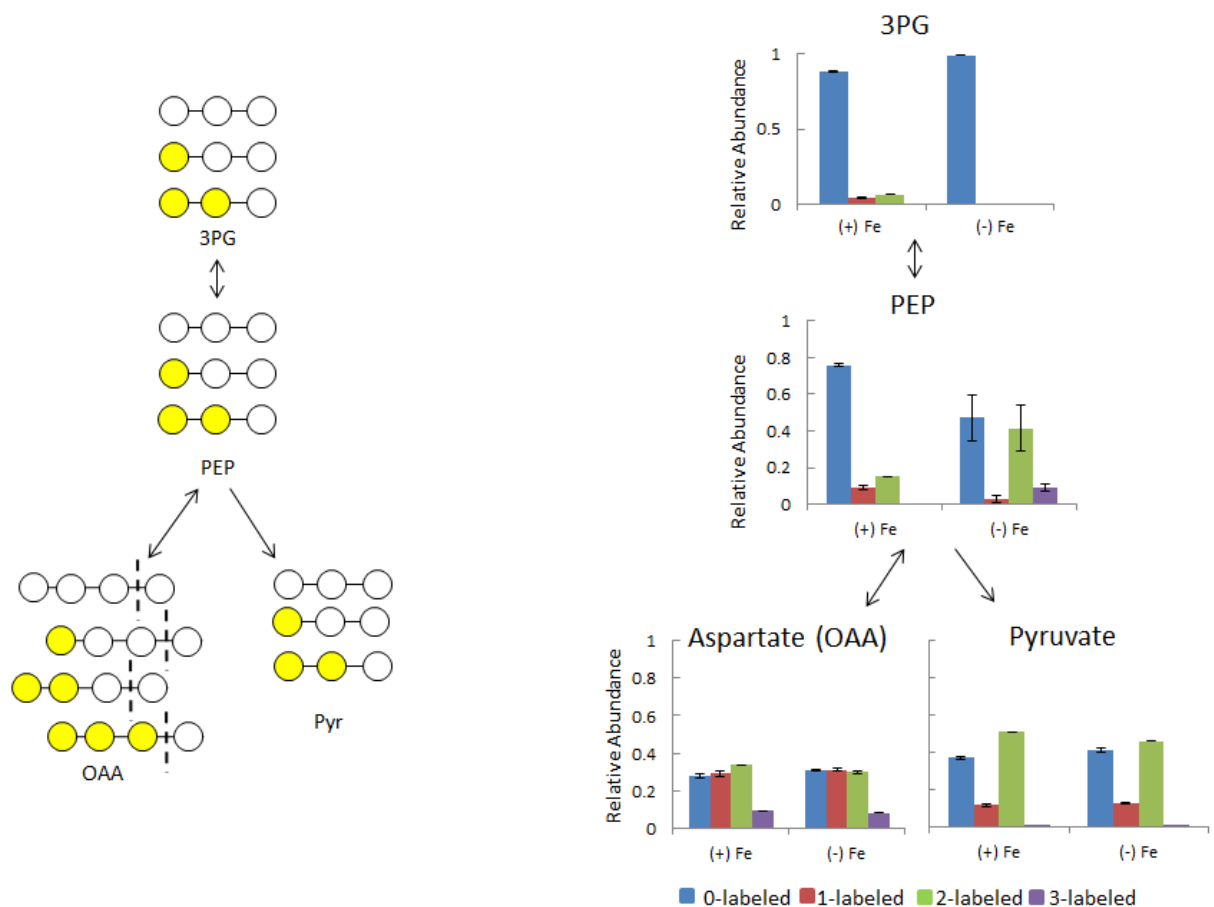 3PG
PEP
OAA
Pyr
3PG
Relative Abundance
1
0.5
0
(+) Fe
(-) Fe
PEP
Relative Abundance
1
0.8
0.6
0.4
0.2
0
(+) Fe
(-) Fe
Aspartate (OAA)
Relative Abundance
1
0.8
0.6
0.4
0.2
0
(+) Fe
(-) Fe
Pyruvate
(+) Fe
(-) Fe
0-labeled 1-labeled 2-labeled 3-labeled